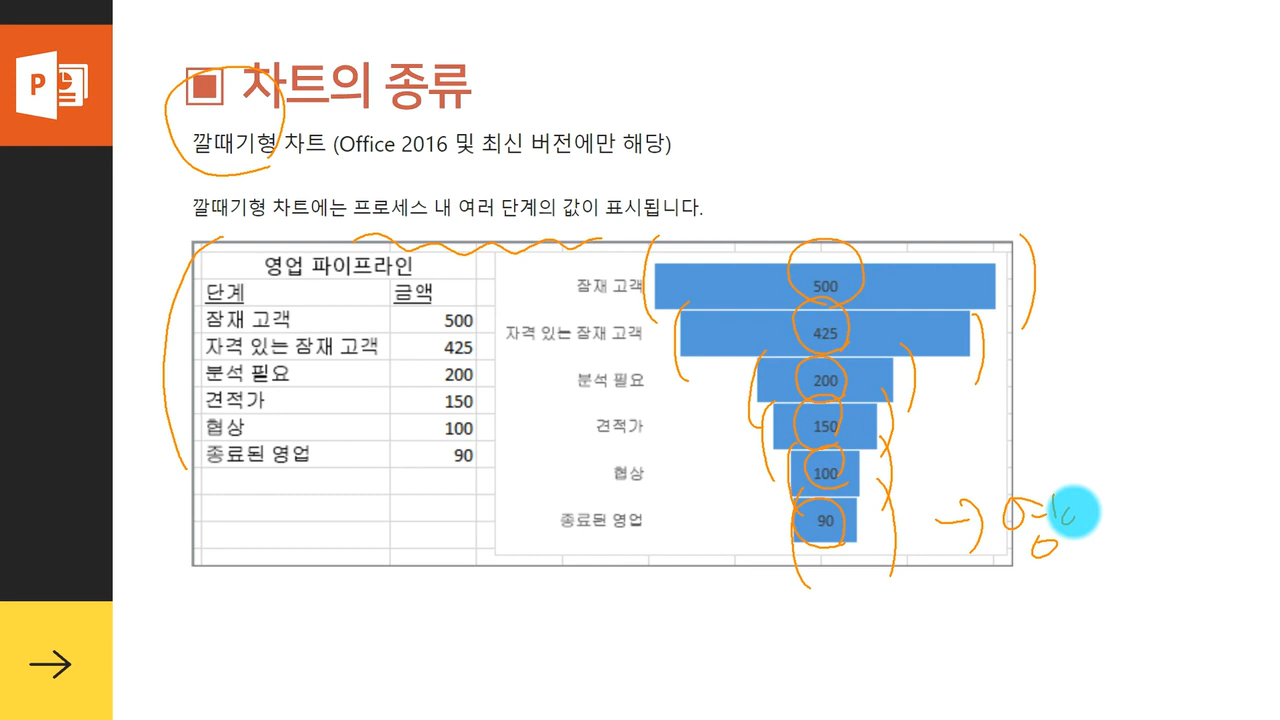 P
차트의 종류
깔때기형 차트 (Office 2016 및 최신 버전에만 해당)
깔때기형 차트에는 프로세스 내 여러 단계의 값이 표시됩니다.
영업 파이프라인
단계 금액
잠재 고객 500
자격 있는 잠재 고객 425
분석 필요 200
견적가 150
협상 100
종료된 영업 90
잠재 고객 500
자격 있는 잠재 고객 425
분석 필요 200
견적가 150
협상 100
종료된 영업 90